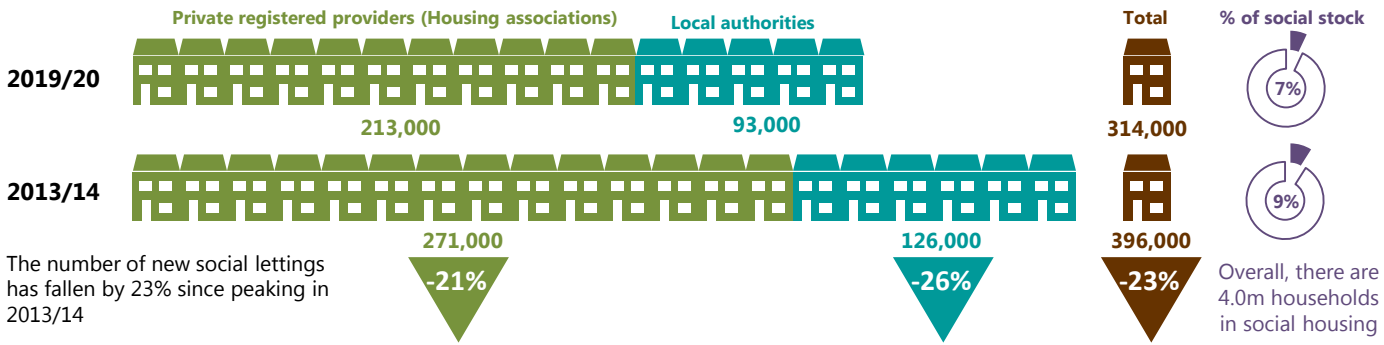 Private registered providers (Housing associations)
Local authorities
Total
% of social stock
2019/20
7%
213,000
93,000
314,000
2013/14
9%
271,000
126,000
396,000
The number of new social lettings
has fallen by 23% since peaking in
2013/14
-21%
-26%
-23%
Overall, there are
4.0m households
in social housing